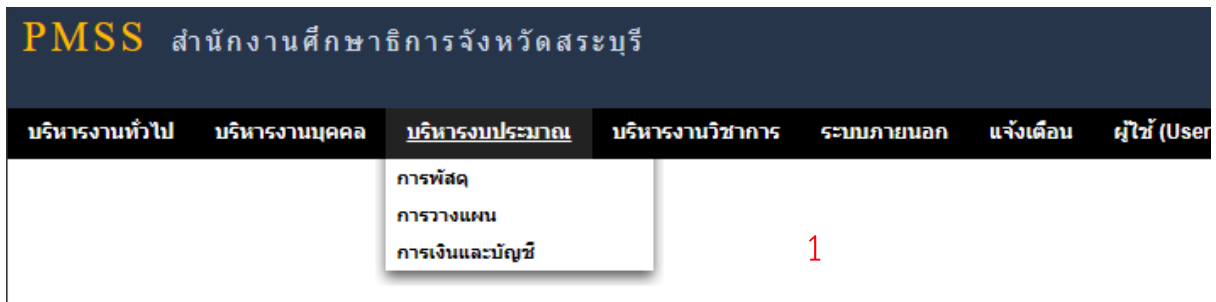 PMSS สำนักงานศึกษาธิการจังหวัดสระบุรี
บริหารงานทั่วไป บริหารงานบุคคล บริหารงบประมาณ บริหารงานวิชาการ ระบบภายนอก แจ้งเตือน ผู้ใช้ (User
การพัสดุ
การวางแผน
การเงินและบัญชี
1